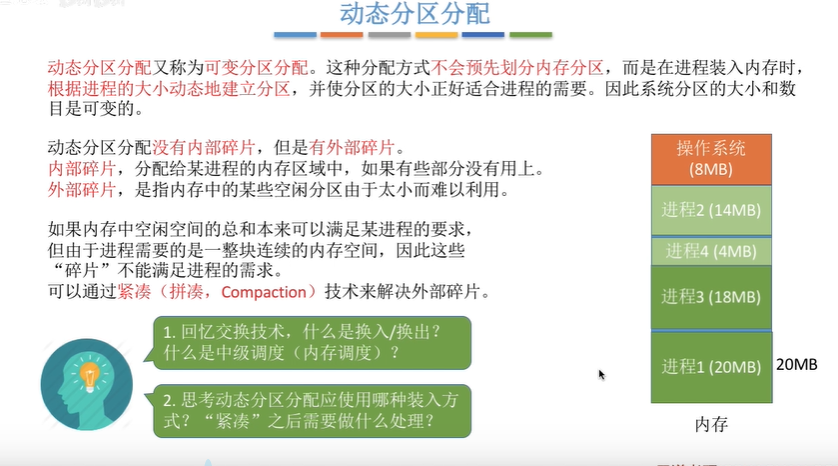 动态分区分配
动态分区分配又称为可变分区分配。这种分配方式不会预先划分内存分区，而是在进程装入内存时，
根据进程的大小动态地建立分区，并使分区的大小正好适合进程的需要。因此系统分区的大小和数
目是可变的。
动态分区分配没有内部碎片，但是有外部碎片。
内部碎片，分配给某进程的内存区域中，如果有些部分没有用上。
外部碎片，是指内存中的某些空闲分区由于太小而难以利用。
如果内存中空闲空间的总和本来可以满足某进程的要求，
但由于进程需要的是一整块连续的内存空间，因此这些
“碎片”不能满足进程的需求。
可以通过紧凑（拼凑，Compaction）技术来解决外部碎片。
1. 回忆交换技术，什么是换入/换出？
什么是中级调度（内存调度）？
2. 思考动态分区分配应使用哪种装入方
式？“紧凑”之后需要做什么处理？
操作系统
(8MB)
进程2 (14MB)
进程4 (4MB)
进程3 (18MB)
进程1 (20MB)
20MB
内存